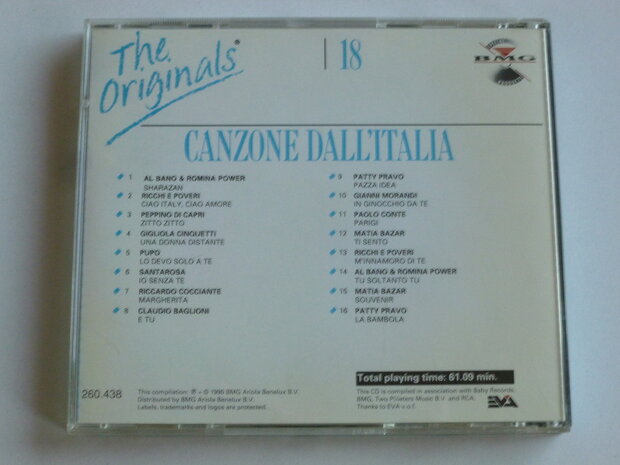 The
Originals®
18
BMG
CANZONE DALL'ITALIA
1 AL BANO & ROMINA POWER
SHARAZAN
2 RICCHI E POVERI
CIAO ITALY, CIAO AMORE
3 PEPPINO DI CAPRI
ZITTO ZITTO
4 GIGLIOLA CINQUETTI
UNA DONNA DISTANTE
5 PUPO
LO DEVO SOLO A TE
6 SANTAROSA
IO SENZA TE
7 RICCARDO COCCIANTE
MARGHERITA
8 CLAUDIO BAGLIONI
E TU
9 PATTY PRAVO
PAZZA IDEA
10 GIANNI MORANDI
IN GINOCCHIO DA TE
11 PAOLO CONTE
PARIGI
12 MATIA BAZAR
TI SENTO
13 RICCHI E POVERI
M'INNAMORO DI TE
14 AL BANO & ROMINA POWER
TU SOLTANTO TU
15 MATIA BAZAR
SOUVENIR
16 PATTY PRAVO
LA BAMBOLA
Total playing time: 61.09 min.
260.438
This compilation: ℗ + © 1995 BMG Ariola Benelux B.V.
Distributed by BMG Ariola Benelux B.V.
Labels, trademarks and logos are protected.
This CD is compiled in association with Baby Records,
BMG, Two Pilaters Music B.V. and RCA.
Thanks to EVA v.o.f.
EVA